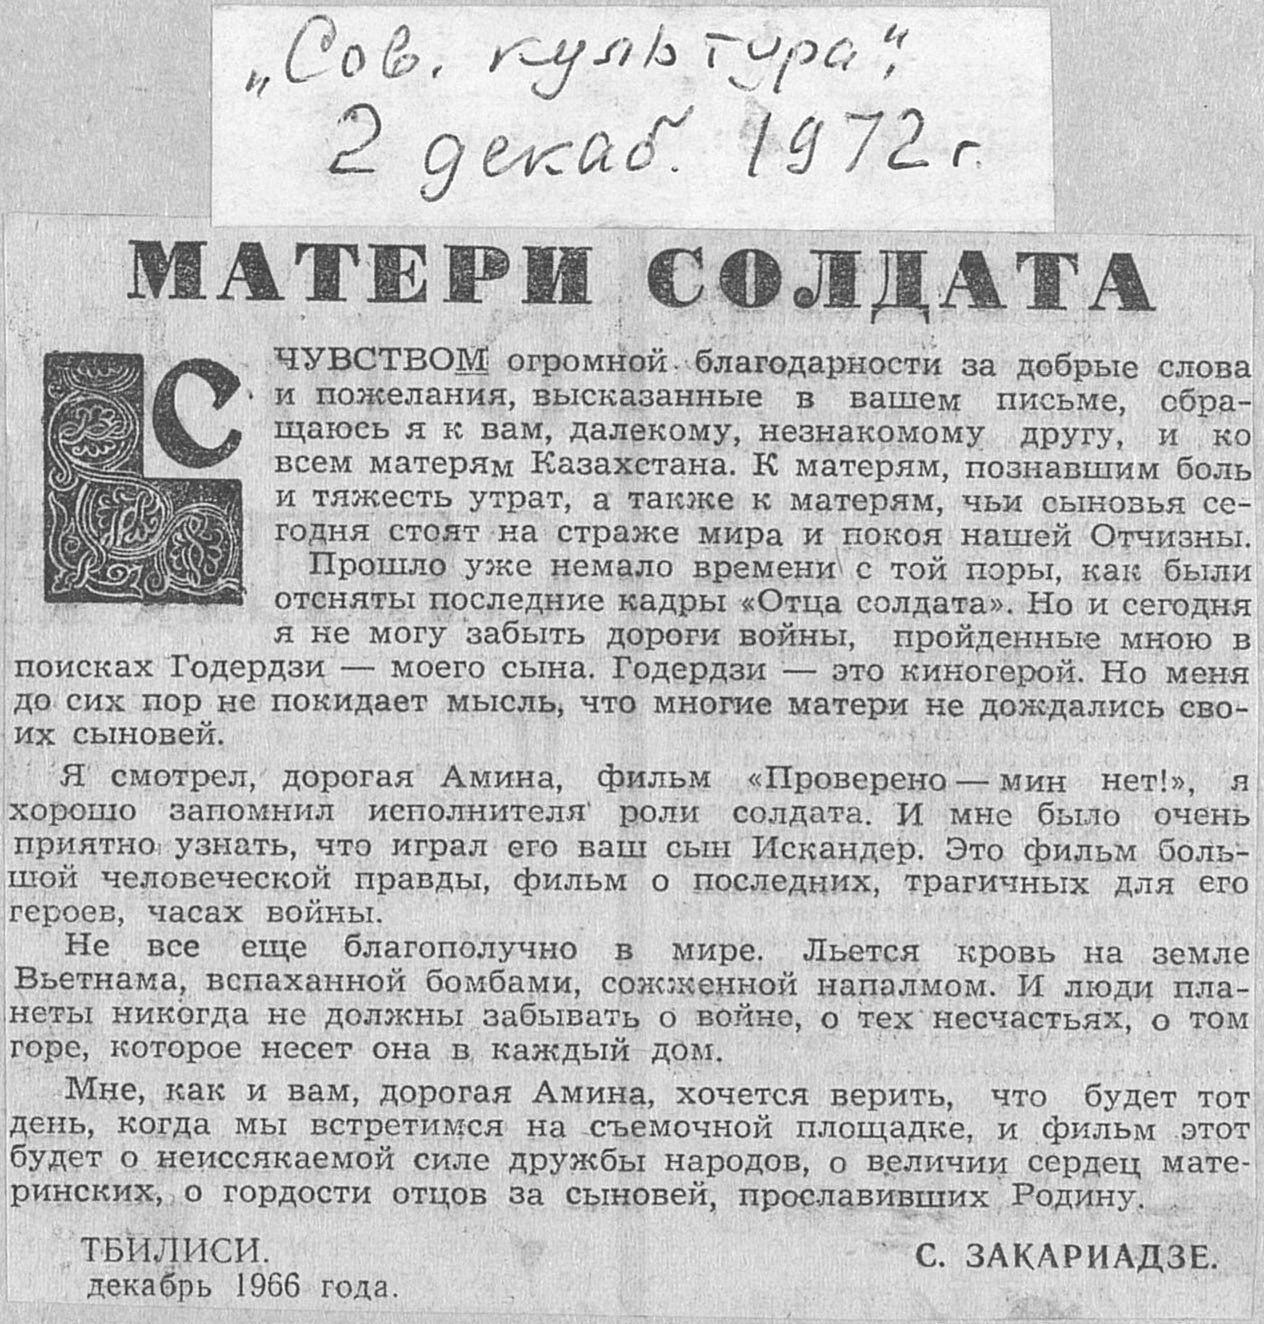 „Сов. культура“,
2 декаб. 1972 г.
МАТЕРИ СОЛДАТА
С ЧУВСТВОМ огромной благодарности за добрые слова
и пожелания, высказанные в вашем письме, обра-
щаюсь я к вам, далекому, незнакомому другу, и ко
всем матерям Казахстана. К матерям, познавшим боль
и тяжесть утрат, а также к матерям, чьи сыновья се-
годня стоят на страже мира и покоя нашей Отчизны.
Прошло уже немало времени с той поры, как были
отсняты последние кадры «Отца солдата». Но и сегодня
я не могу забыть дороги войны, пройденные мною в
поисках Годердзи — моего сына. Годердзи — это киногерой. Но меня
до сих пор не покидает мысль, что многие матери не дождались сво-
их сыновей.
Я смотрел, дорогая Амина, фильм «Проверено — мин нет!», я
хорошо запомнил исполнителя роли солдата. И мне было очень
приятно узнать, что играл его ваш сын Искандер. Это фильм боль-
шой человеческой правды, фильм о последних, трагичных для его
героев, часах войны.
Не все еще благополучно в мире. Льется кровь на земле
Вьетнама, вспаханной бомбами, сожженной напалмом. И люди пла-
неты никогда не должны забывать о войне, о тех несчастьях, о том
горе, которое несет она в каждый дом.
Мне, как и вам, дорогая Амина, хочется верить, что будет тот
день, когда мы встретимся на съемочной площадке, и фильм этот
будет о неиссякаемой силе дружбы народов, о величии сердец мате-
ринских, о гордости отцов за сыновей, прославивших Родину.
ТБИЛИСИ. С. ЗАКАРИАДЗЕ.
декабрь 1966 года.